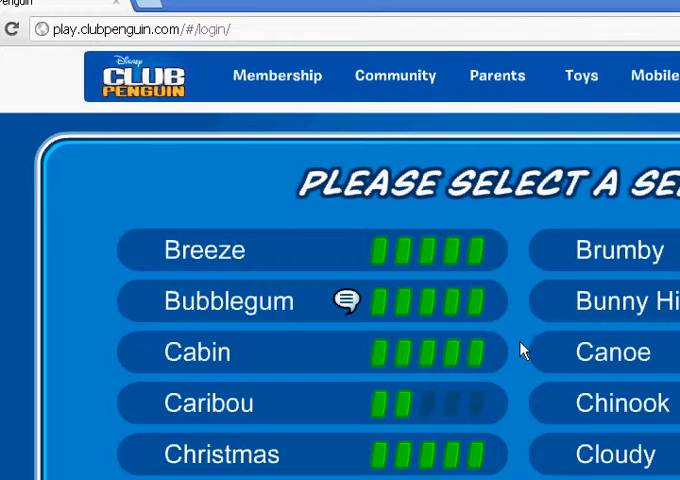 Penguin
play.clubpenguin.com/#/login/
Disney
CLUB
PENGUIN
Membership Community Parents Toys Mobile
PLEASE SELECT A SE
Breeze Brumby
Bubblegum Bunny Hi
Cabin Canoe
Caribou Chinook
Christmas Cloudy